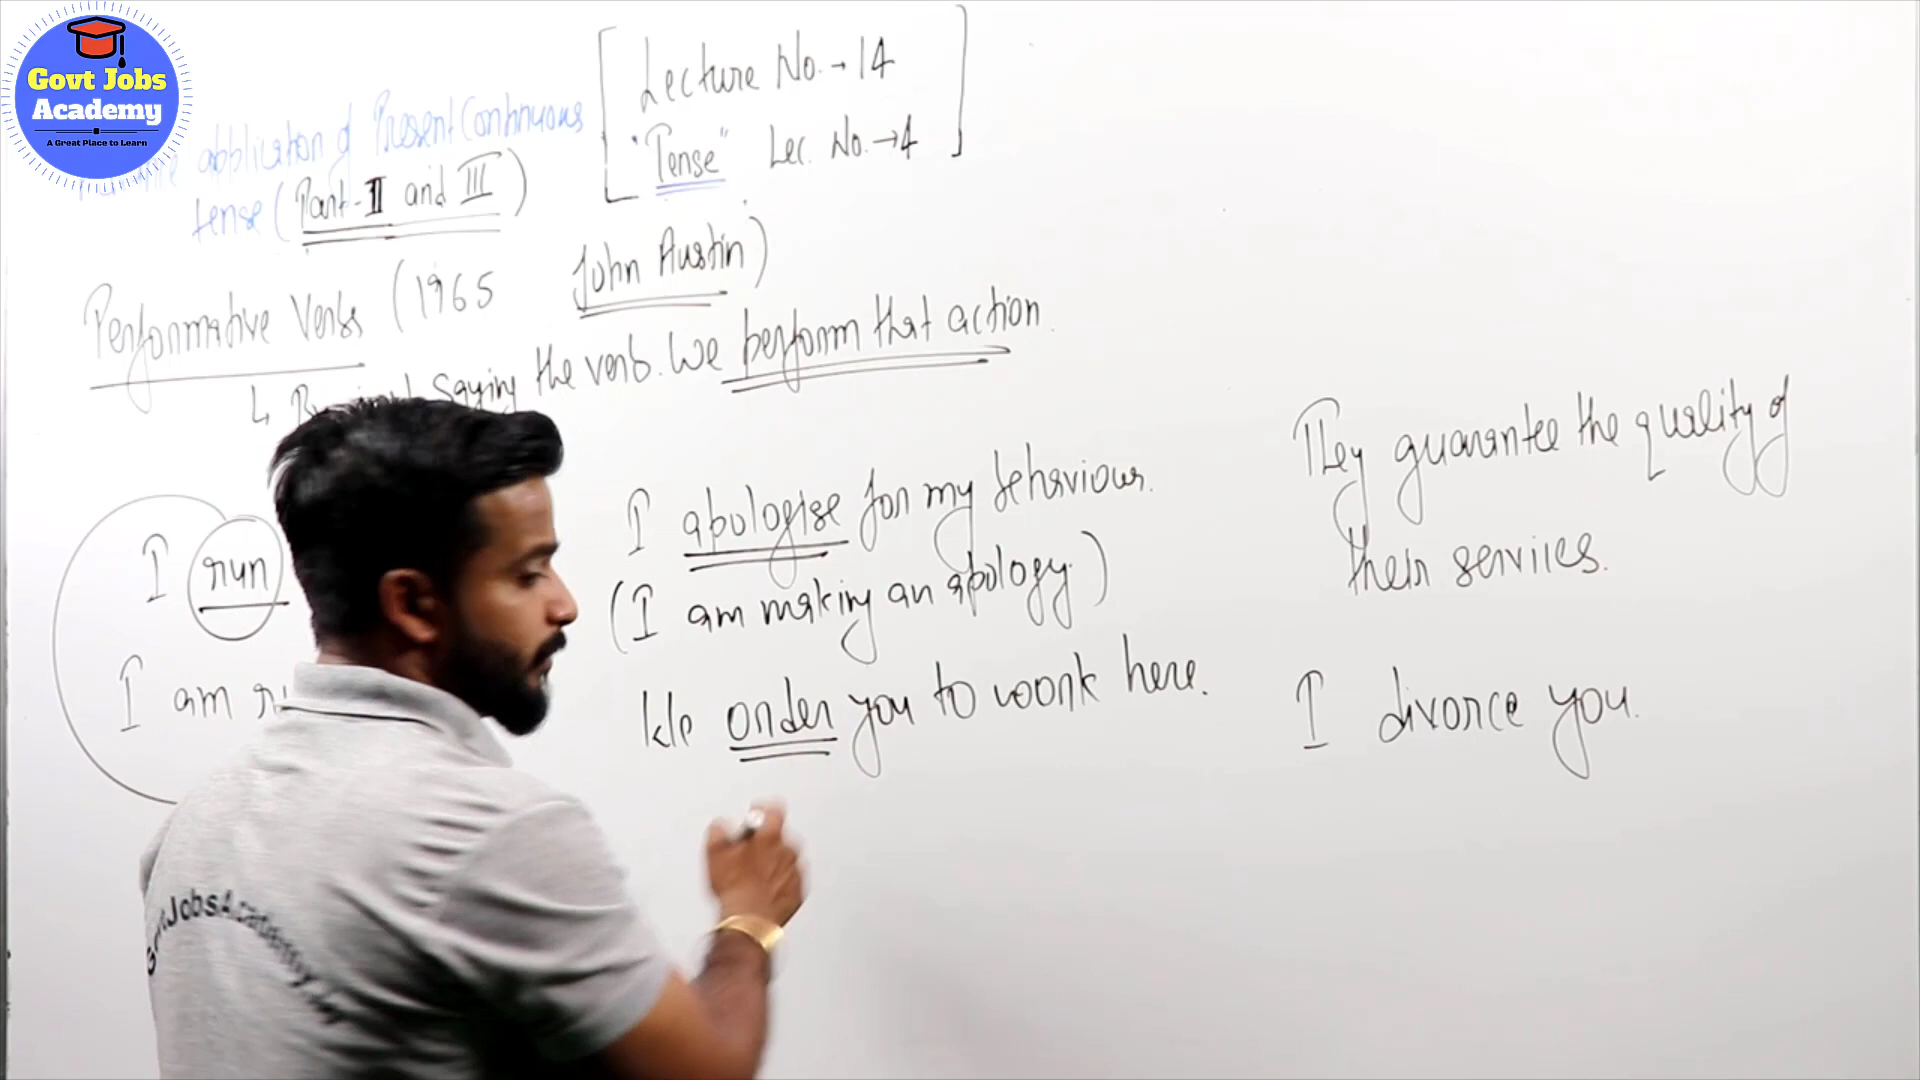 Govt Jobs
Academy
A Great Place to Learn
Lecture No. → 14
"Tense" Lec. No. → 4
application of Present Continuous
tense (Part - II and III)
Performative Verbs (1965 John Austin)
↳ saying the verb. We perform that action.
I run
I am
I apologise for my behaviour.
(I am making an apology.)
We order you to work here.
They guarantee the quality of
their services.
I divorce you.